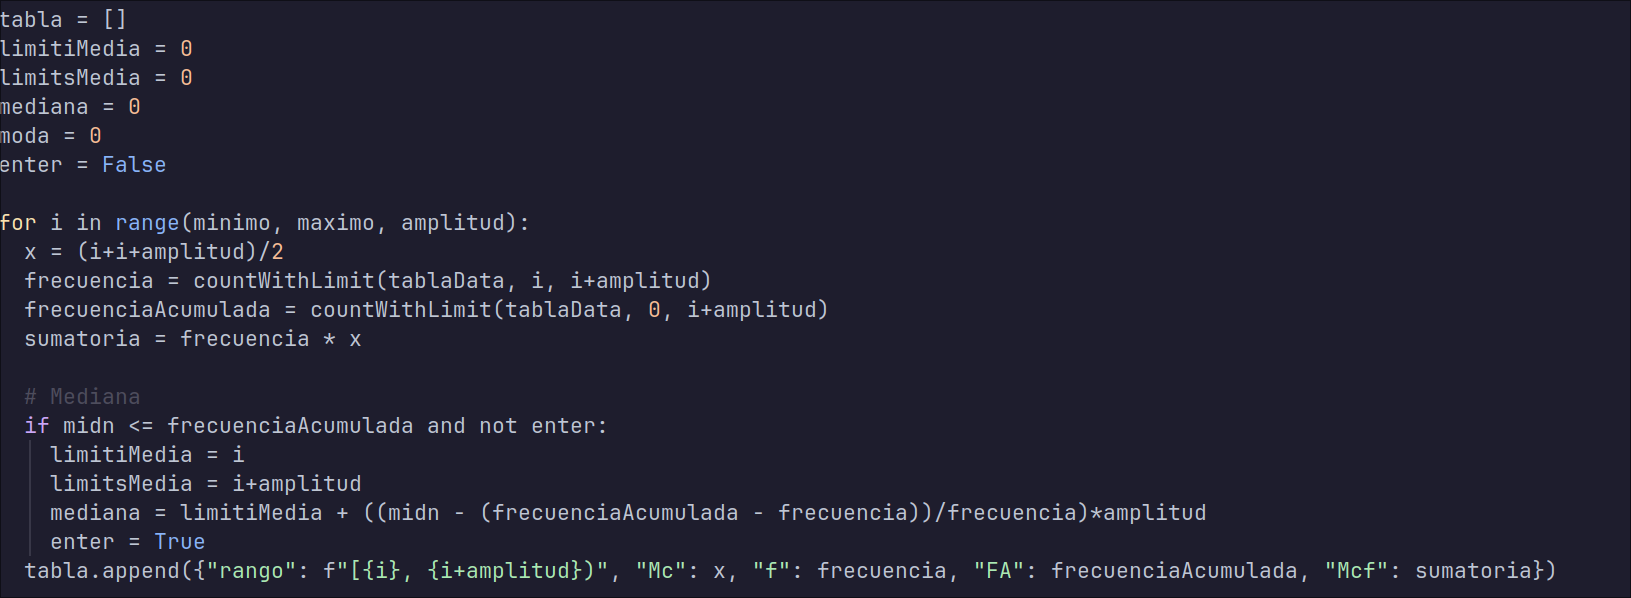 tabla = []
limitiMedia = 0
limitsMedia = 0
mediana = 0
moda = 0
enter = False
for i in range(minimo, maximo, amplitud):
x = (i+i+amplitud)/2
frecuencia = countWithLimit(tablaData, i, i+amplitud)
frecuenciaAcumulada = countWithLimit(tablaData, 0, i+amplitud)
sumatoria = frecuencia * x
# Mediana
if midn <= frecuenciaAcumulada and not enter:
limitiMedia = i
limitsMedia = i+amplitud
mediana = limitiMedia + ((midn - (frecuenciaAcumulada - frecuencia))/frecuencia)*amplitud
enter = True
tabla.append({"rango": f"[{i}, {i+amplitud})", "Mc": x, "f": frecuencia, "FA": frecuenciaAcumulada, "Mcf": sumatoria})